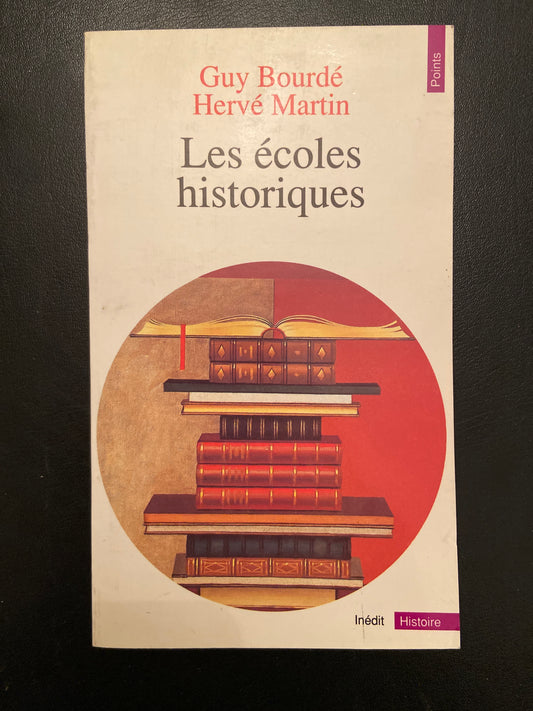 Points
Guy Bourdé
Hervé Martin
Les écoles
historiques
Inédit Histoire